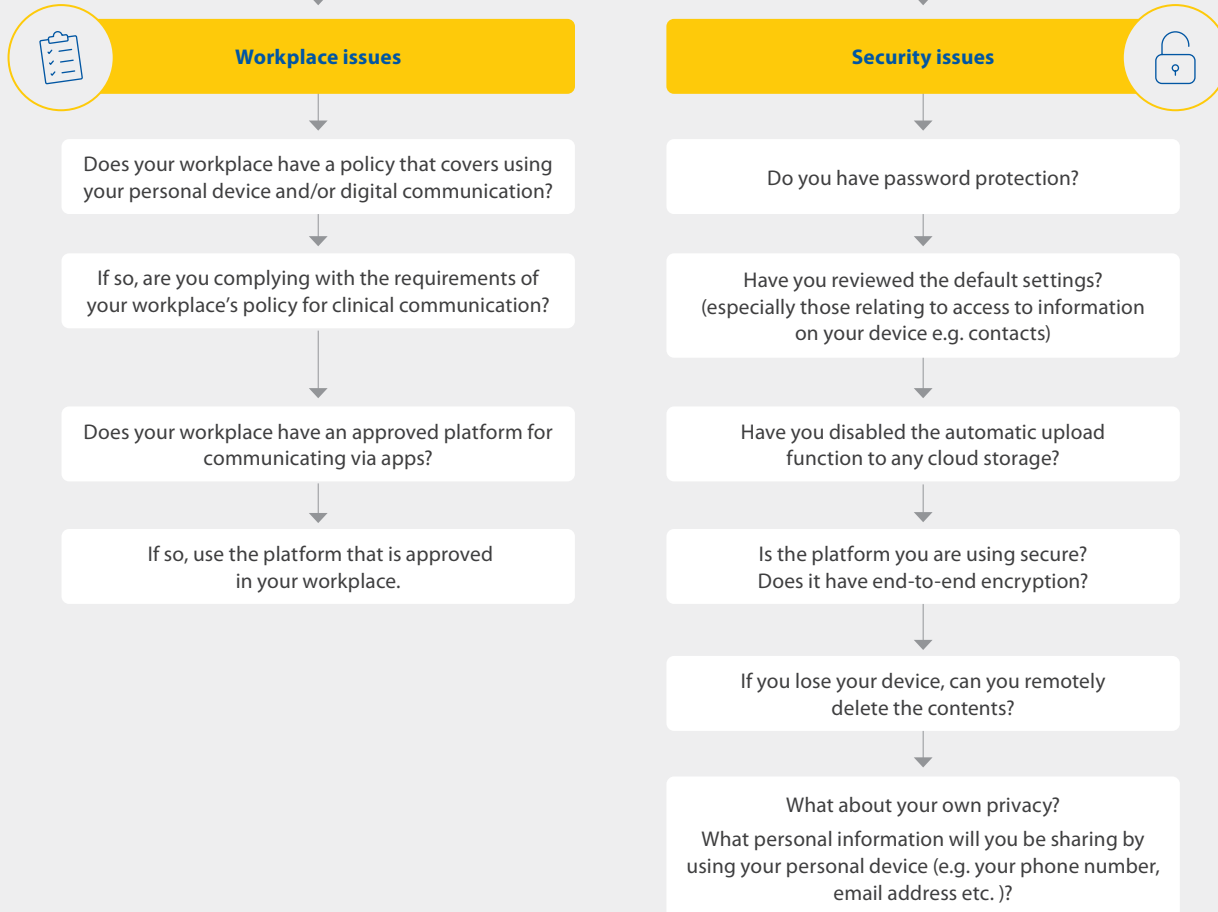 Workplace issues
Does your workplace have a policy that covers using
your personal device and/or digital communication?
If so, are you complying with the requirements of
your workplace’s policy for clinical communication?
Does your workplace have an approved platform for
communicating via apps?
If so, use the platform that is approved
in your workplace.
Security issues
Do you have password protection?
Have you reviewed the default settings?
(especially those relating to access to information
on your device e.g. contacts)
Have you disabled the automatic upload
function to any cloud storage?
Is the platform you are using secure?
Does it have end-to-end encryption?
If you lose your device, can you remotely
delete the contents?
What about your own privacy?
What personal information will you be sharing by
using your personal device (e.g. your phone number,
email address etc. )?